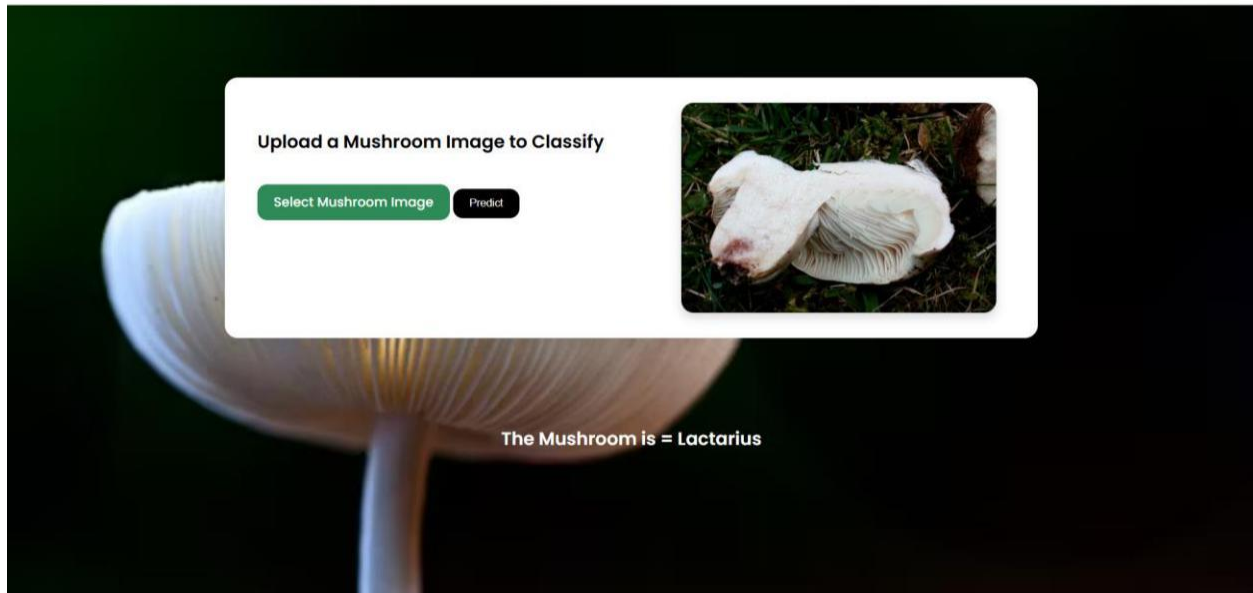 Upload a Mushroom Image to Classify
Select Mushroom Image Predict
The Mushroom is = Lactarius